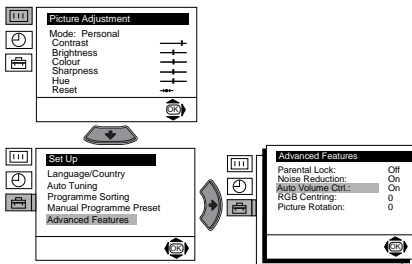 Picture Adjustment
Mode: Personal
Contrast
Brightness
Colour
Sharpness
Hue
Reset
OK
Set Up
Language/Country
Auto Tuning
Programme Sorting
Manual Programme Preset
Advanced Features
OK
Advanced Features
Parental Lock: Off
Noise Reduction: On
Auto Volume Ctrl.: On
RGB Centring: 0
Picture Rotation: 0
OK